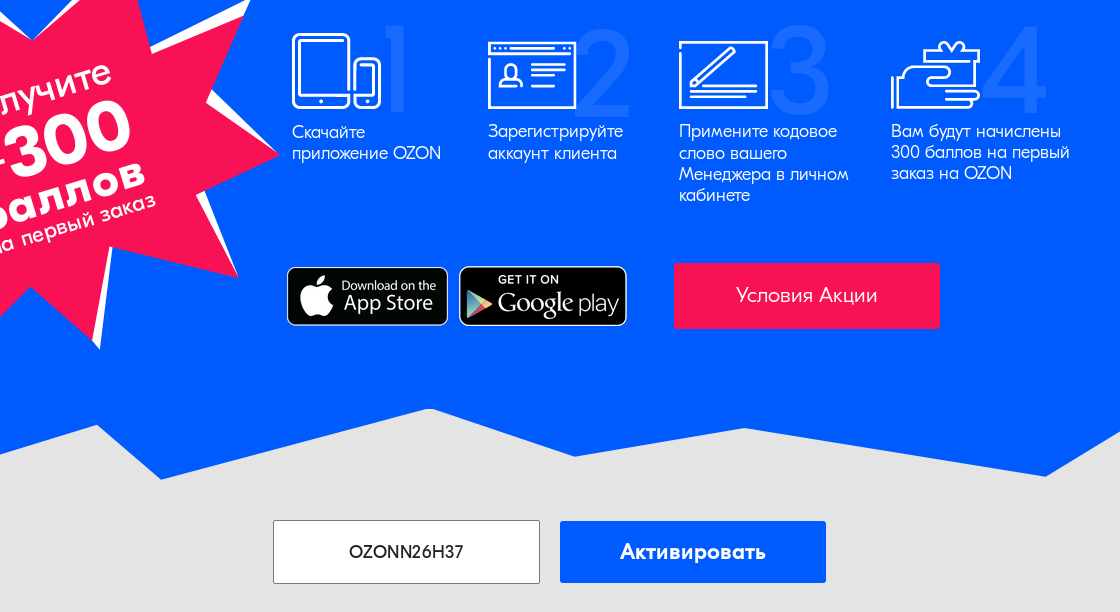 лучите
300
баллов
на первый заказ
1
Скачайте
приложение OZON
2
Зарегистрируйте
аккаунт клиента
3
Примените кодовое
слово вашего
Менеджера в личном
кабинете
4
Вам будут начислены
300 баллов на первый
заказ на OZON
Download on the
App Store
GET IT ON
Google play
Условия Акции
OZONN26H37
Активировать